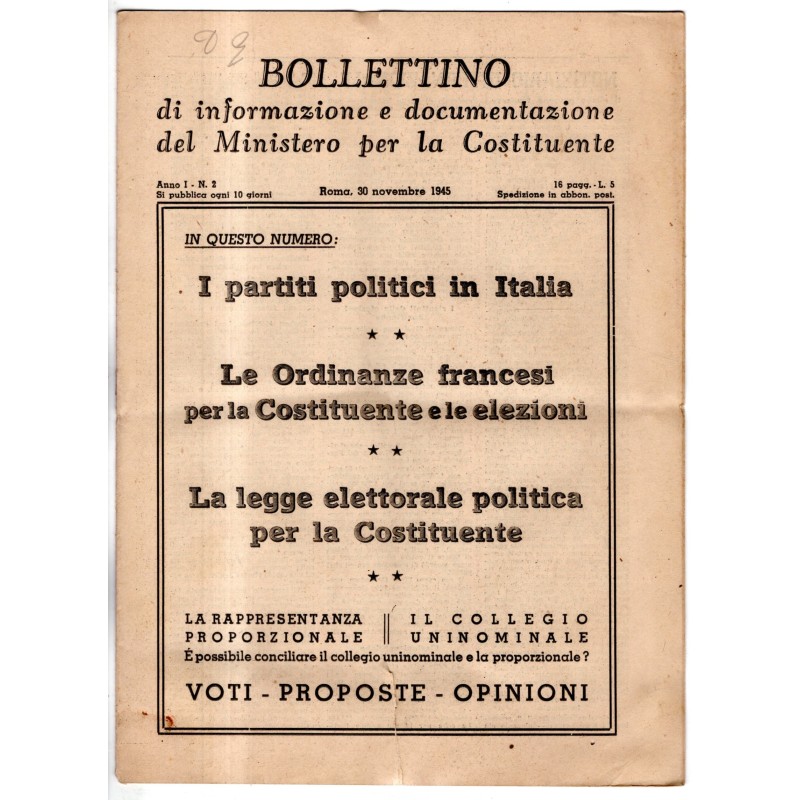 BOLLETTINO
di informazione e documentazione
del Ministero per la Costituente
Anno I - N. 2
Si pubblica ogni 10 giorni
Roma, 30 novembre 1945
16 pagg. - L. 5
Spedizione in abbon. post.
IN QUESTO NUMERO:
I partiti politici in Italia
★ ★
Le Ordinanze francesi
per la Costituente e le elezioni
★ ★
La legge elettorale politica
per la Costituente
★ ★
LA RAPPRESENTANZA
PROPORZIONALE
IL COLLEGIO
UNINOMINALE
È possibile conciliare il collegio uninominale e la proporzionale?
VOTI - PROPOSTE - OPINIONI